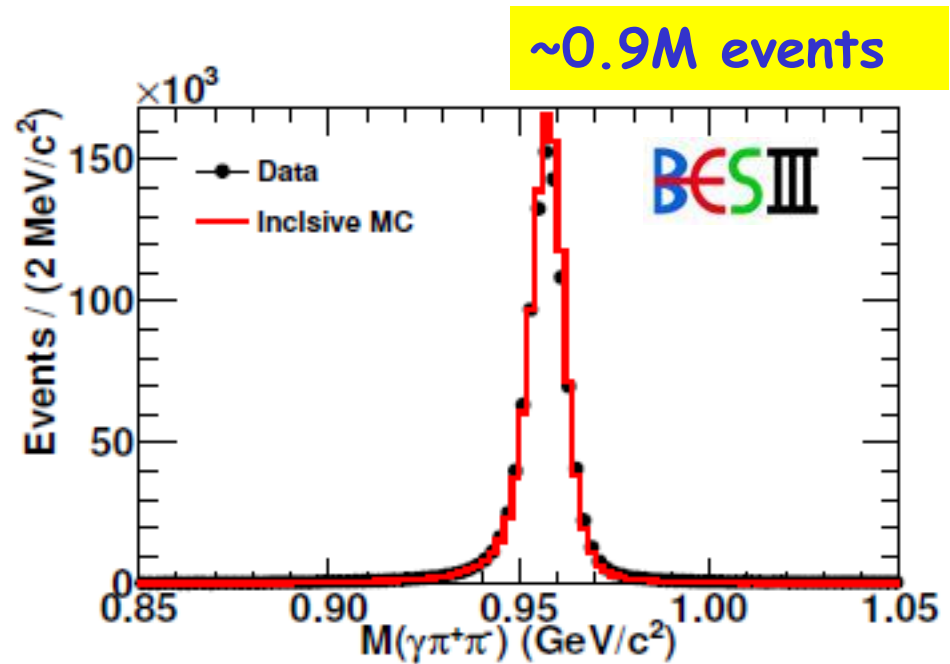 ~0.9M events
×10³
Events / (2 MeV/c²)
150
100
50
0
Data
Inclsive MC
BESIII
0.85 0.90 0.95 1.00 1.05
M(γπ⁺π⁻) (GeV/c²)